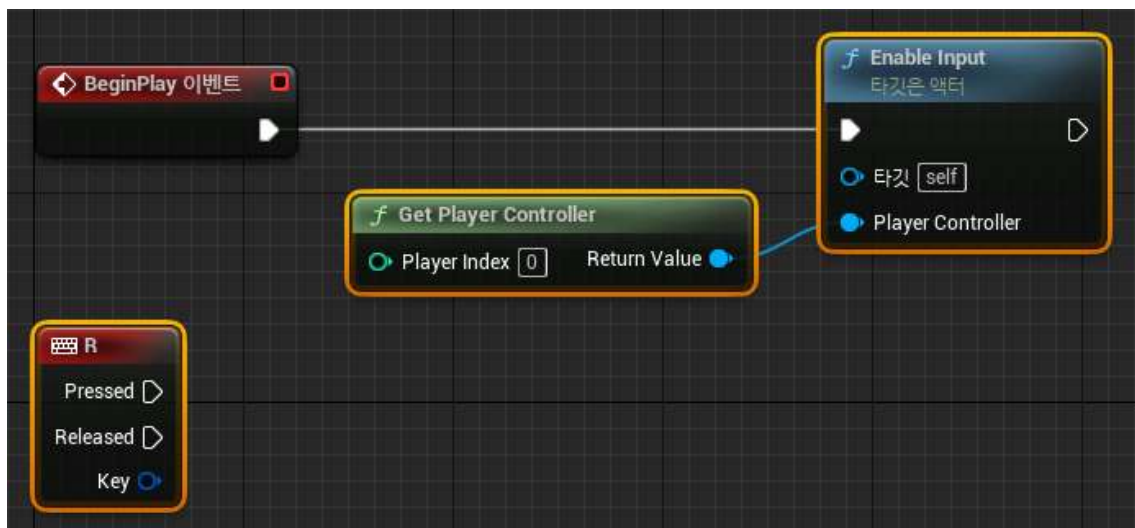 BeginPlay 이벤트
Enable Input
타깃은 액터
타깃 self
Player Controller
f Get Player Controller
Player Index 0 Return Value
R
Pressed
Released
Key